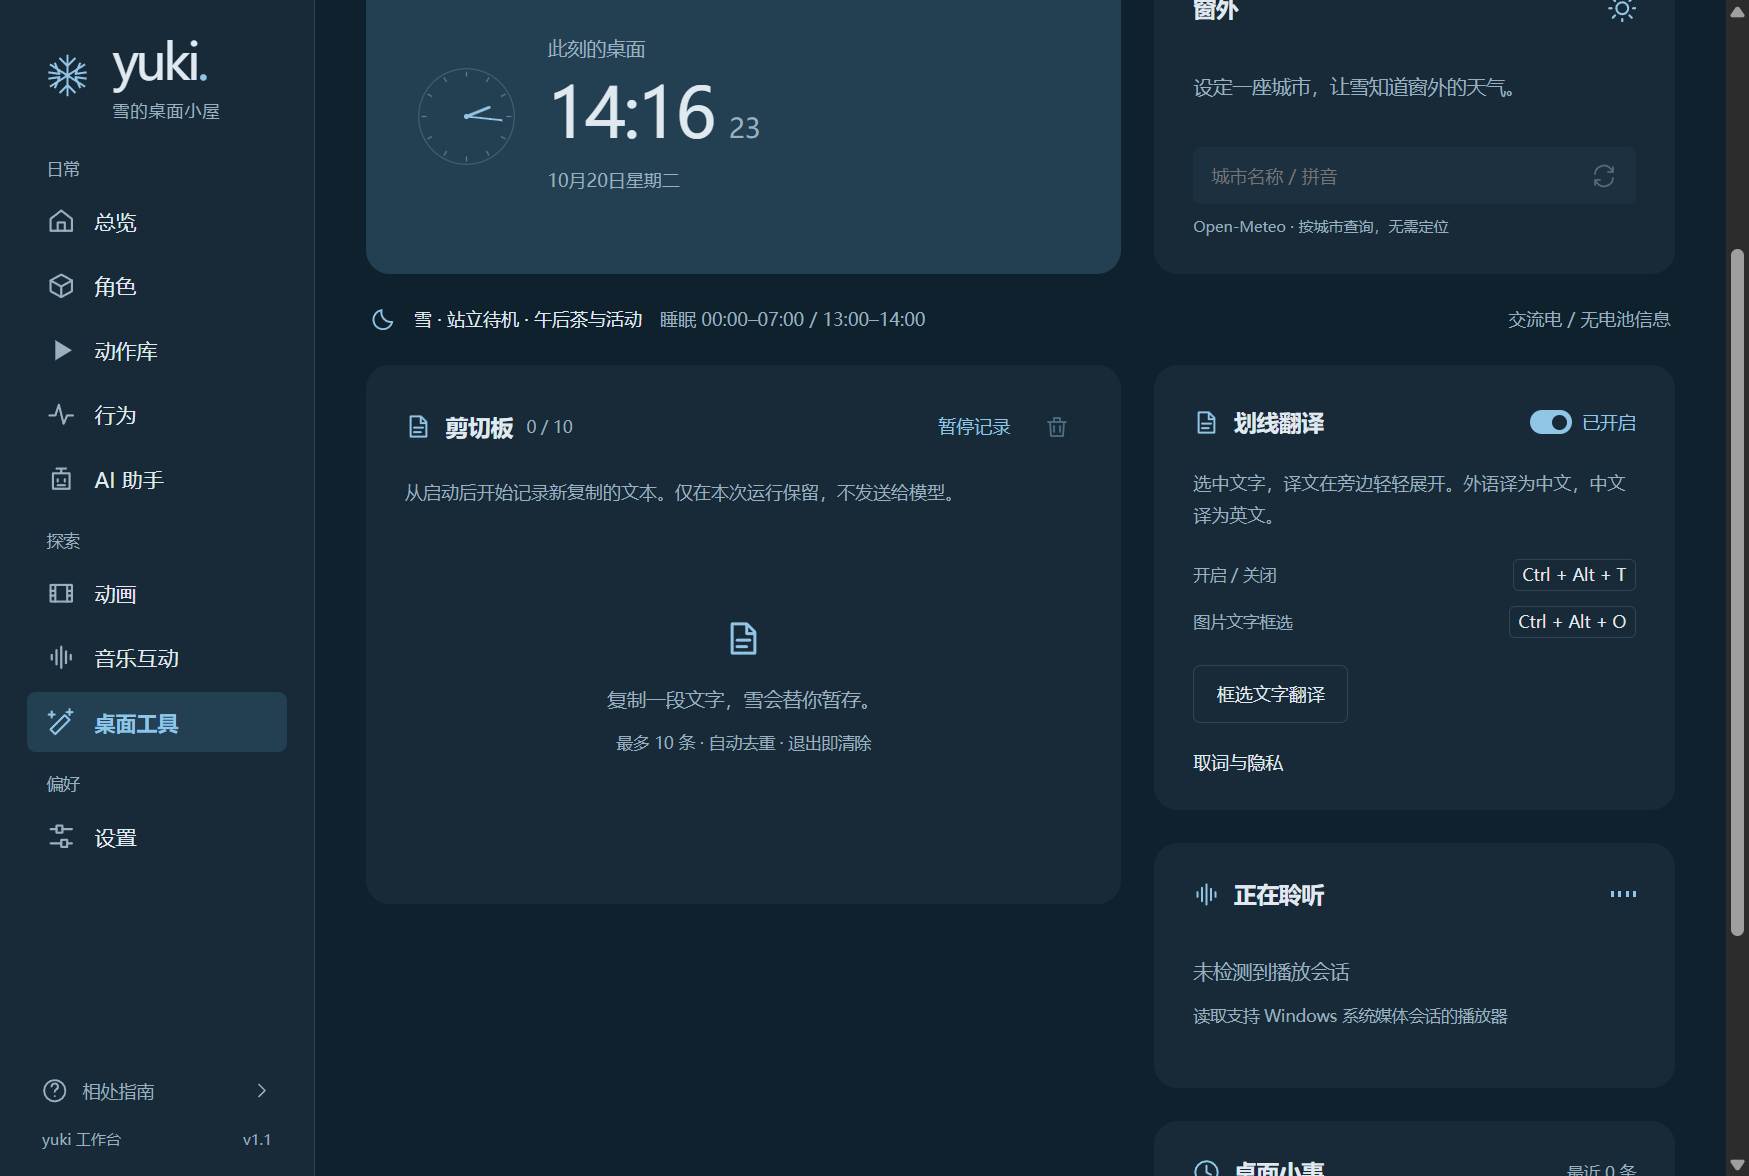 yuki.
雪的桌面小屋
日常
总览
角色
动作库
行为
AI 助手
探索
动画
音乐互动
桌面工具
偏好
设置
相处指南
yuki 工作台
v1.1
此刻的桌面
14:16 23
10月20日星期二
窗外
设定一座城市，让雪知道窗外的天气。
城市名称 / 拼音
Open-Meteo · 按城市查询，无需定位
雪 · 站立待机 · 午后茶与活动 睡眠 00:00–07:00 / 13:00–14:00
交流电 / 无电池信息
剪切板 0 / 10
暂停记录
从启动后开始记录新复制的文本。仅在本次运行保留，不发送给模型。
复制一段文字，雪会替你暂存。
最多 10 条 · 自动去重 · 退出即清除
划线翻译
已开启
选中文字，译文在旁边轻轻展开。外语译为中文，中文
译为英文。
开启 / 关闭
Ctrl + Alt + T
图片文字框选
Ctrl + Alt + O
框选文字翻译
取词与隐私
正在聆听
未检测到播放会话
读取支持 Windows 系统媒体会话的播放器
桌面小事
最近 0 条